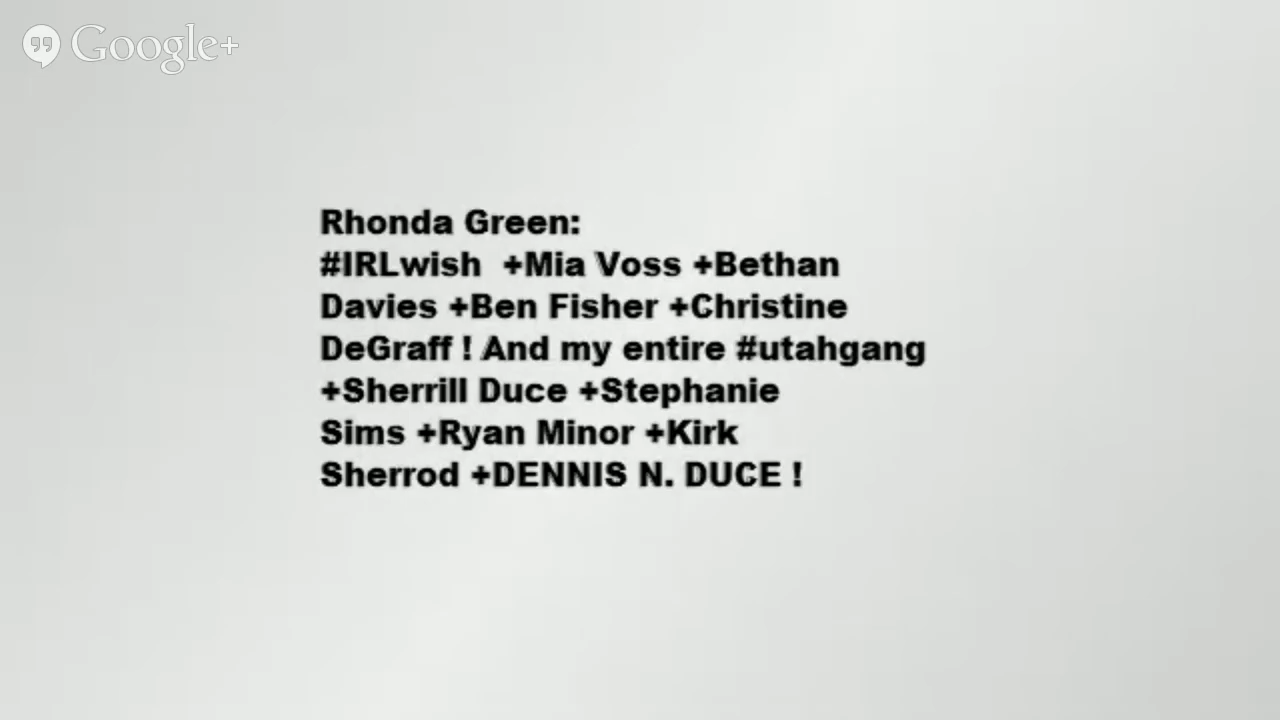 Google+
Rhonda Green:
#IRLwish  +Mia Voss +Bethan
Davies +Ben Fisher +Christine
DeGraff ! And my entire #utahgang
+Sherrill Duce +Stephanie
Sims +Ryan Minor +Kirk
Sherrod +DENNIS N. DUCE !